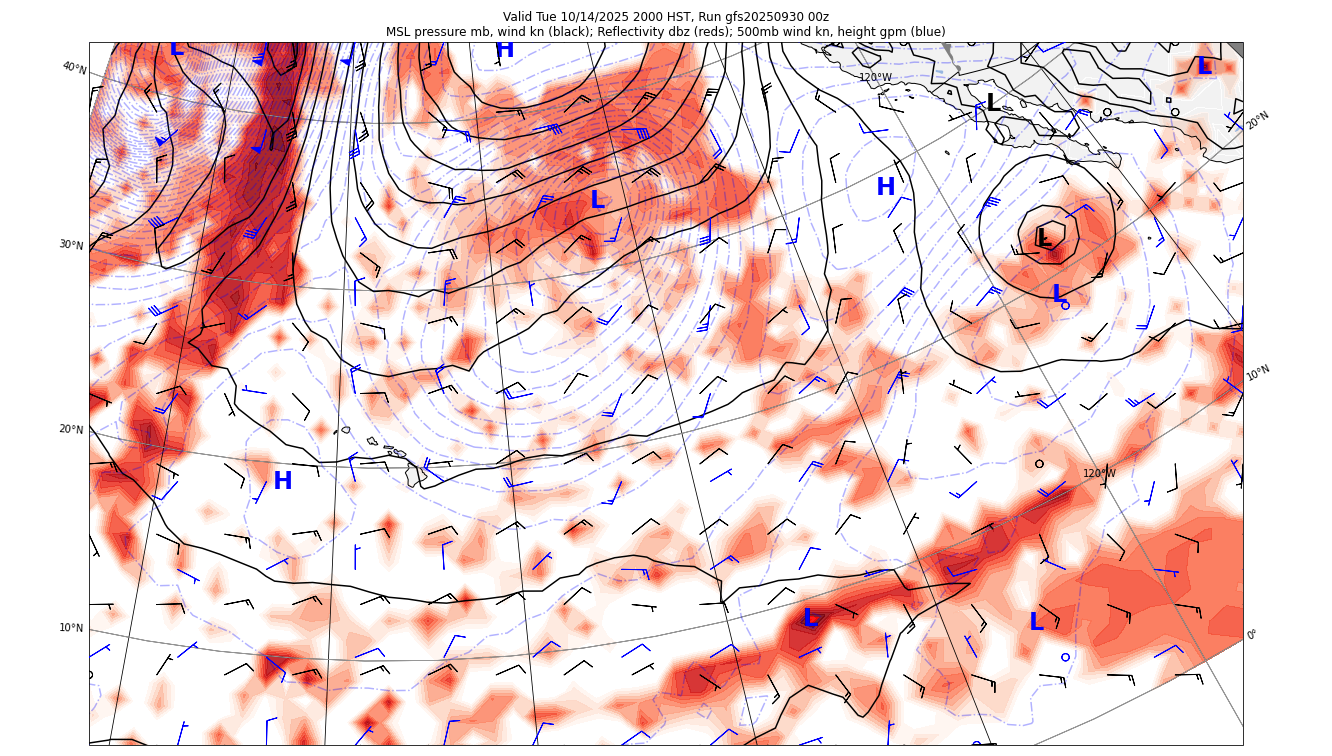 Valid Tue 10/14/2025 2000 HST, Run gfs20250930 00z
MSL pressure mb, wind kn (black); Reflectivity dbz (reds); 500mb wind kn, height gpm (blue)
L
H
40°N
120°W
L
L
20°N
H
L
L
30°N
L
10°N
20°N
H
120°W
L
L
10°N
0°